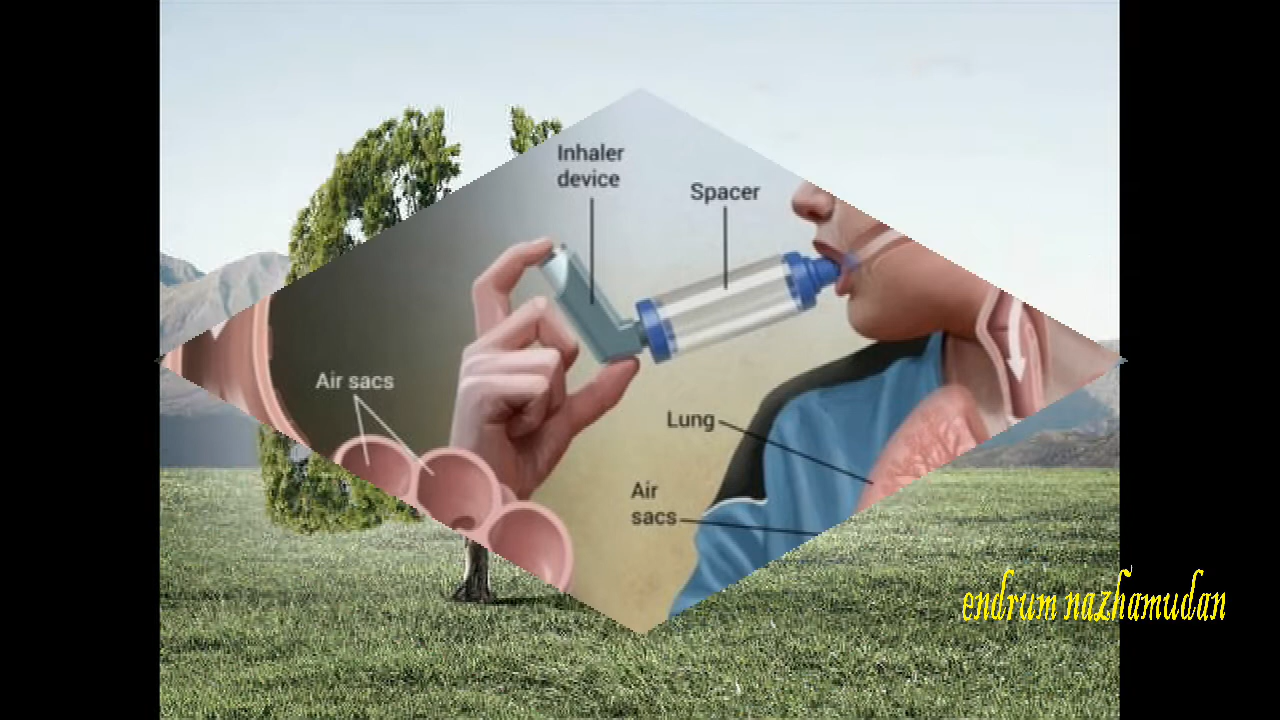 Inhaler
device
Spacer
Air sacs
Lung
Air
sacs
endrum nazhamudan